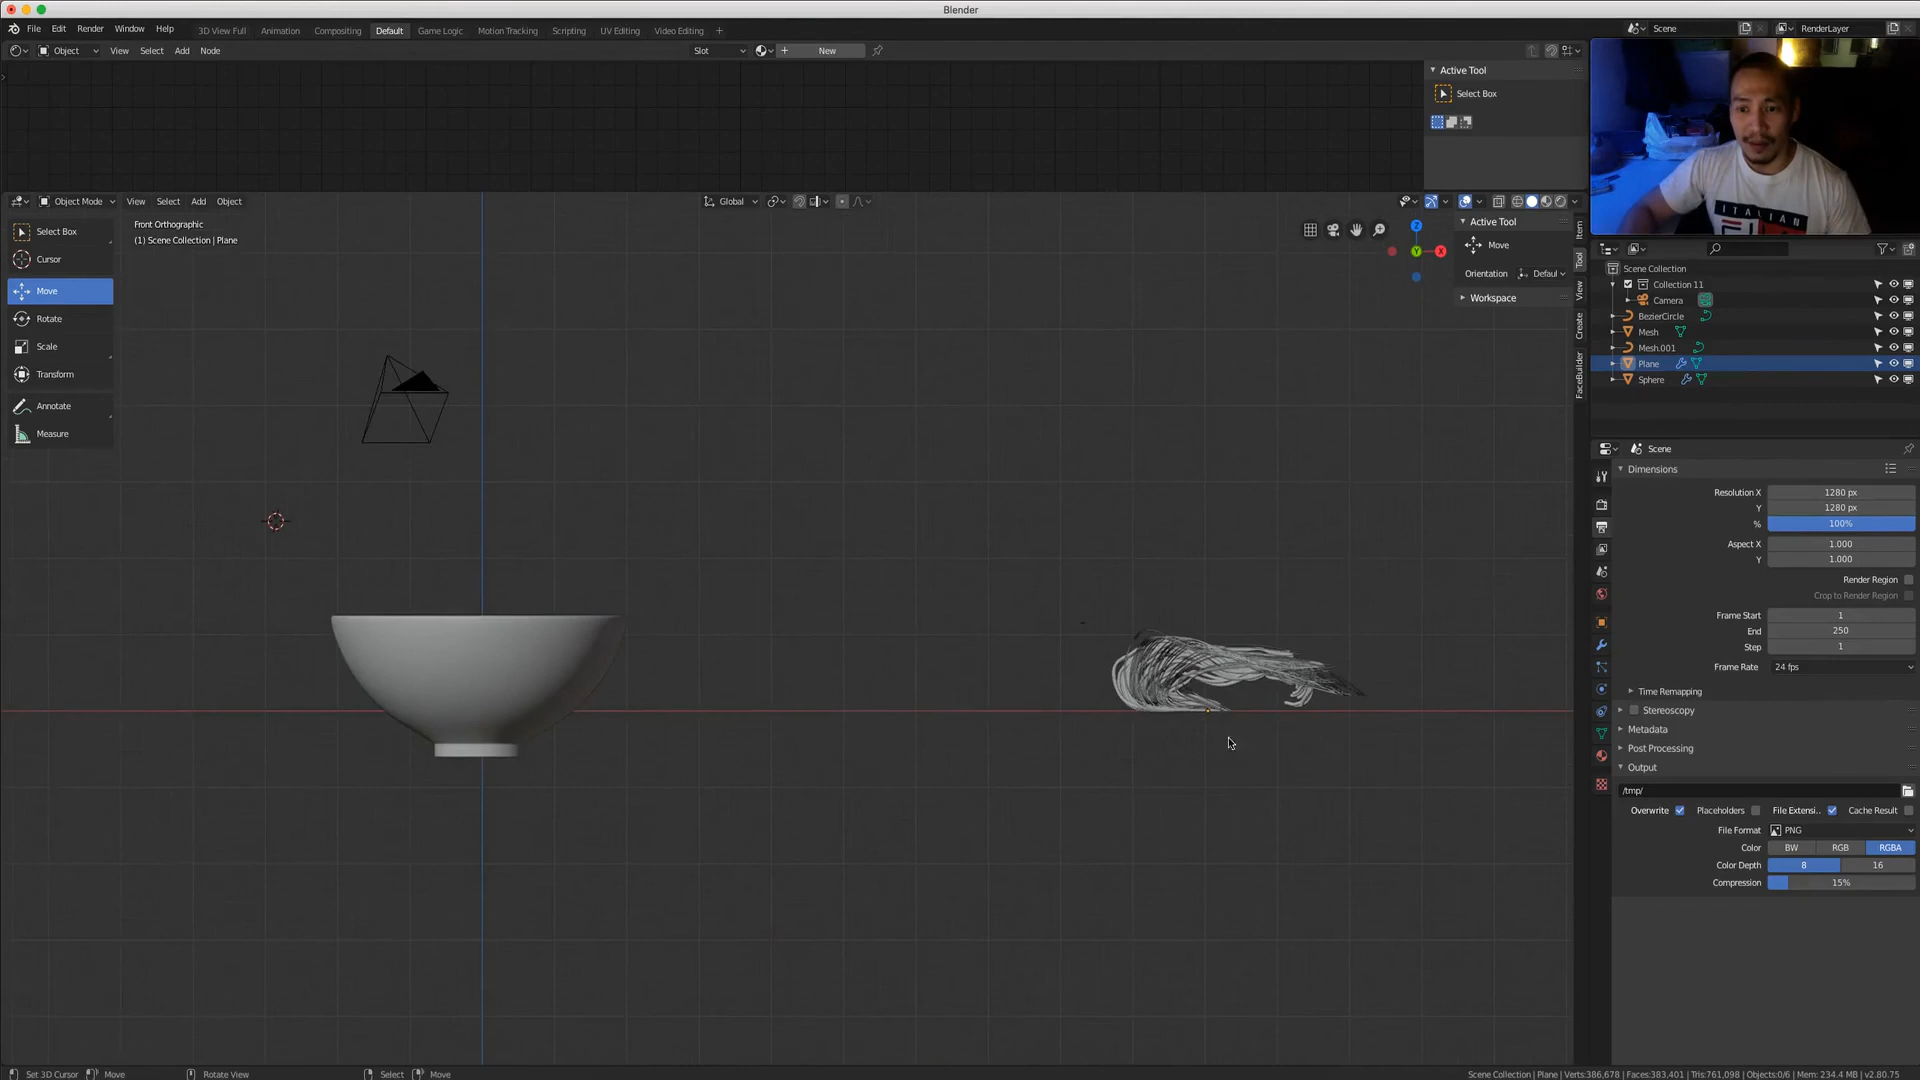 Blender
File Edit Render Window Help
3D View Full Animation Compositing Default Game Logic Motion Tracking Scripting UV Editing Video Editing +
Scene RenderLayer
Object View Select Add Node Slot New
Active Tool
Select Box
Object Mode View Select Add Object Global
Select Box
Cursor
Move
Rotate
Scale
Transform
Annotate
Measure
Front Orthographic
(1) Scene Collection | Plane
Z
Y
X
Active Tool
Move
Orientation Defaul
Workspace
Item
Tool
View
Create
FaceBuilder
ITALIAN
Scene Collection
Collection 11
Camera
BezierCircle
Mesh
Mesh.001
Plane
Sphere
Scene
Dimensions
Resolution X 1280 px
Y 1280 px
% 100%
Aspect X 1.000
Y 1.000
Render Region
Crop to Render Region
Frame Start 1
End 250
Step 1
Frame Rate 24 fps
Time Remapping
Stereoscopy
Metadata
Post Processing
Output
/tmp/
Overwrite Placeholders File Extensi.. Cache Result
File Format PNG
Color BW RGB RGBA
Color Depth 8 16
Compression 15%
Set 3D Cursor Move Rotate View Select Move
Scene Collection | Plane | Verts:386,678 | Faces:383,401 | Tris:761,098 | Objects:0/6 | Mem: 234.4 MB | v2.80.75